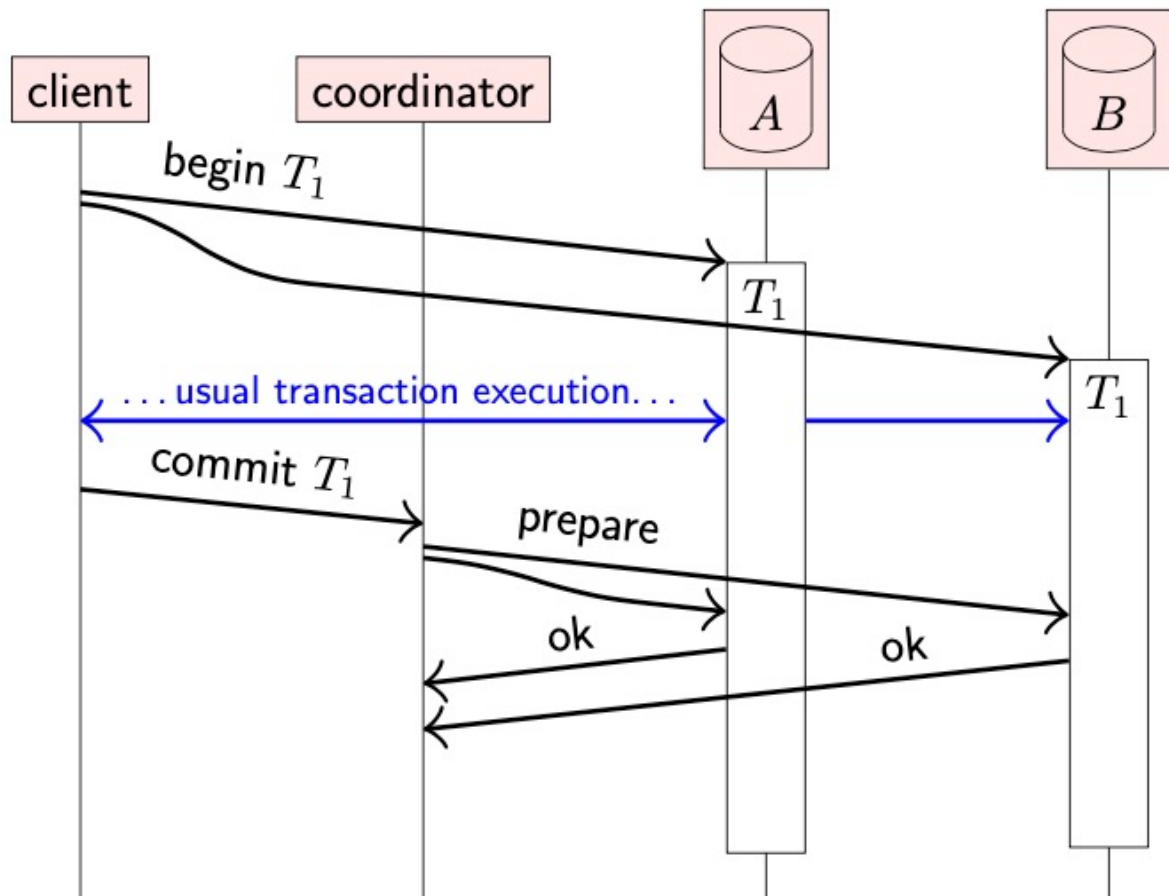 client
coordinator
A
B
begin T₁
T₁
...usual transaction execution...
T₁
commit T₁
prepare
ok
ok